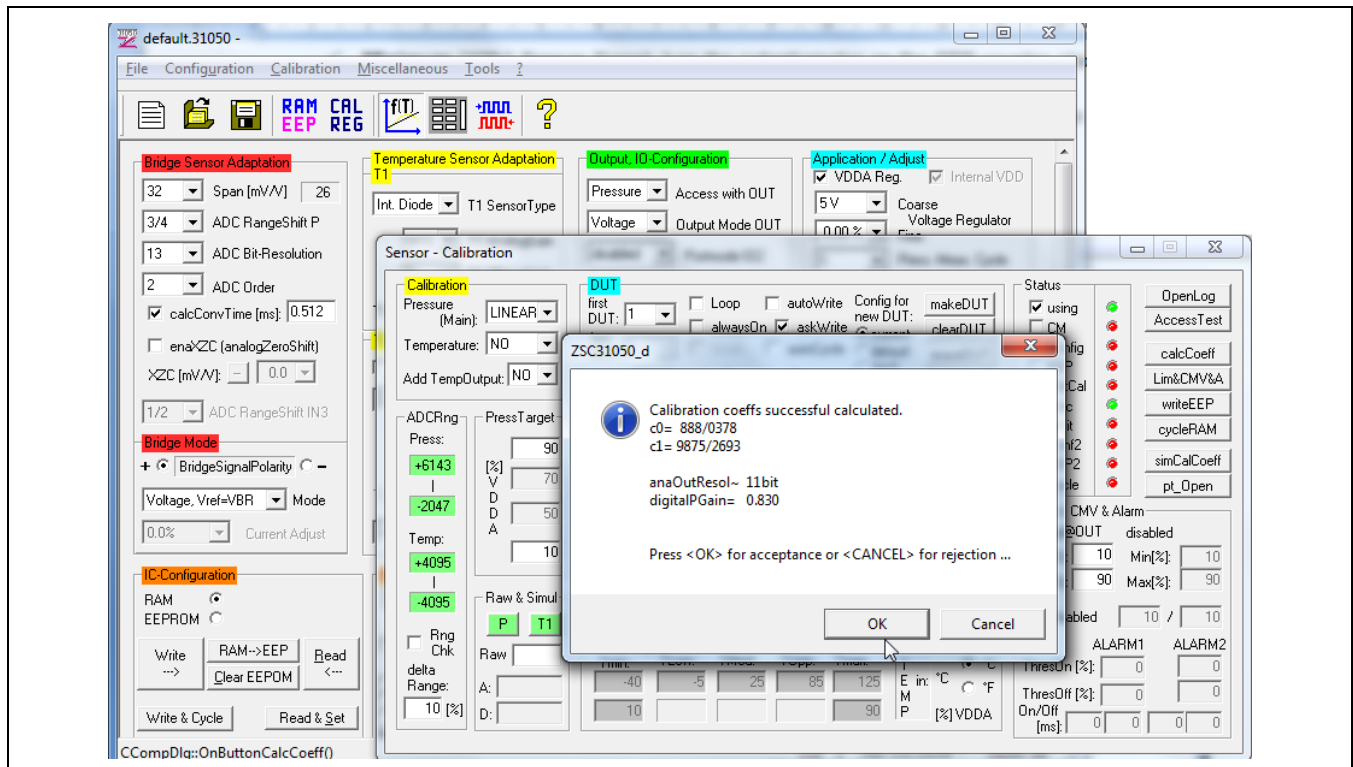 default.31050 -
File Configuration Calibration Miscellaneous Tools ?
RAM CAL
EEP REG
f(T)
Bridge Sensor Adaptation
32 Span [mV/V] 26
3/4 ADC RangeShift P
13 ADC Bit-Resolution
2 ADC Order
calcConvTime [ms]: 0.512
enaXZC (analogZeroShift)
XZC [mV/V]: - 0.0
1/2 ADC RangeShift IN3
Bridge Mode
+ BridgeSignalPolarity -
Voltage, Vref=VBR Mode
0.0% Current Adjust
IC-Configuration
RAM
EEPROM
Write
--->
RAM-->EEP
Clear EEPOM
Read
<---
Write & Cycle Read & Set
CCompDlg::OnButtonCalcCoeff()
Temperature Sensor Adaptation
T1
Int. Diode T1 SensorType
Output, IO-Configuration
Pressure Access with OUT
Voltage Output Mode OUT
Application / Adjust
VDDA Reg. Internal VDD
5 V Coarse
Voltage Regulator
0.00 %
Sensor - Calibration
Calibration
Pressure
(Main): LINEAR
Temperature: NO
Add TempOutput: NO
DUT
first
DUT: 1
Loop autoWrite
alwaysOn askWrite
Config for
new DUT:
makeDUT
clearDUT
Status
using
CM
OpenLog
AccessTest
calcCoeff
Lim&CMV&A
writeEEP
cycleRAM
simCalCoeff
pt_Open
ADCRng
Press:
+6143
|
-2047
Temp:
+4095
|
-4095
Rng
Chk
delta
Range:
10 [%]
PressTarget
90
[%] 70
V
D 50
D
A
10
Raw & Simul
P T1
Raw
A:
D:
ZSC31050_d
Calibration coeffs successful calculated.
c0= 888/0378
c1= 9875/2693
anaOutResol~ 11bit
digitalPGain= 0.830
Press <OK> for acceptance or <CANCEL> for rejection ...
OK Cancel
-40 -5 25 85 125
10 90
T
E in: °C °F
M
P [%] VDDA
CMV & Alarm
@OUT disabled
10 Min[%]: 10
90 Max[%]: 90
10 / 10
ALARM1 ALARM2
ThresOn [%]: 0 0
ThresOff [%]: 0 0
On/Off
[ms]: 0 0 0 0